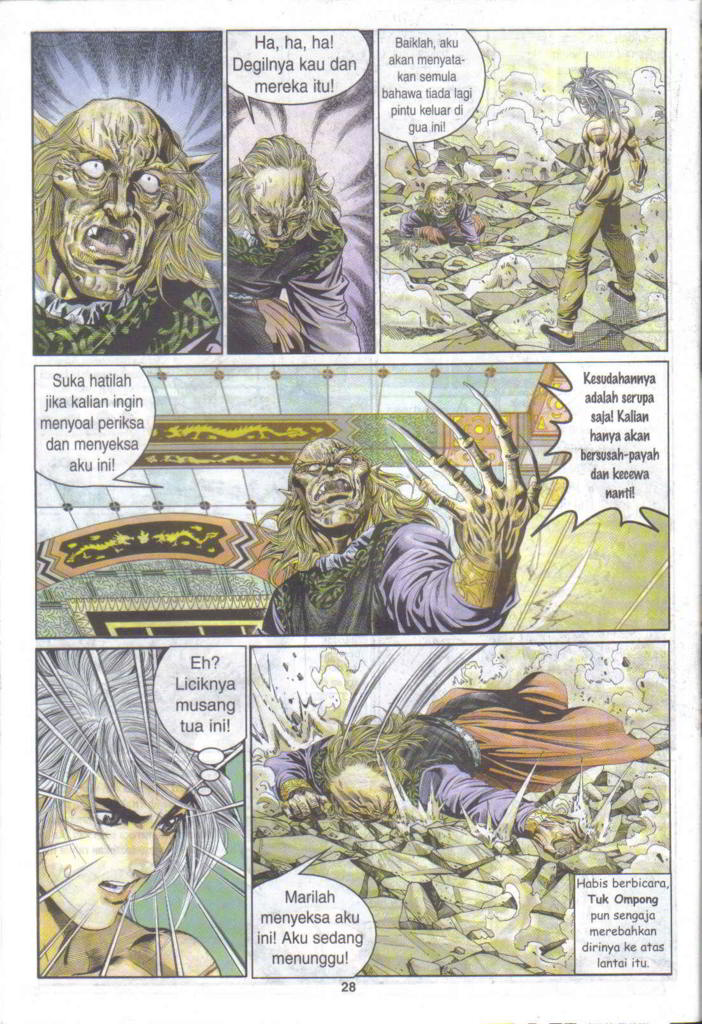 Ha, ha, ha!
Degilnya kau dan
mereka itu!
Baiklah, aku
akan menyata-
kan semula
bahawa tiada lagi
pintu keluar di
gua ini!
Suka hatilah
jika kalian ingin
menyoal periksa
dan menyeksa
aku ini!
Kesudahannya
adalah serupa
saja! Kalian
hanya akan
bersusah-payah
dan kecewa
nanti!
Eh?
Liciknya
musang
tua ini!
Marilah
menyeksa aku
ini! Aku sedang
menunggu!
Habis berbicara,
Tuk Ompong
pun sengaja
merebahkan
dirinya ke atas
lantai itu.
28